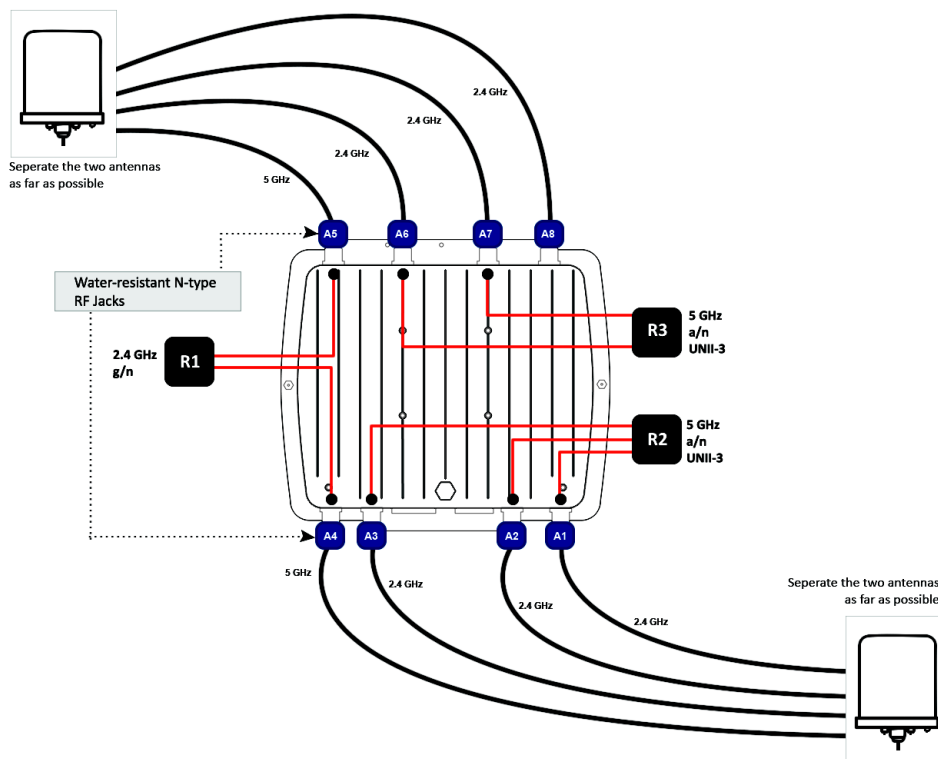 2.4 GHz
2.4 GHz
2.4 GHz
5 GHz
Seperate the two antennas
as far as possible
A5
A6
A7
A8
Water-resistant N-type
RF Jacks
R3
5 GHz
a/n
UNII-3
2.4 GHz
g/n
R1
R2
5 GHz
a/n
UNII-3
A4
A3
A2
A1
5 GHz
2.4 GHz
2.4 GHz
2.4 GHz
Seperate the two antennas
as far as possible